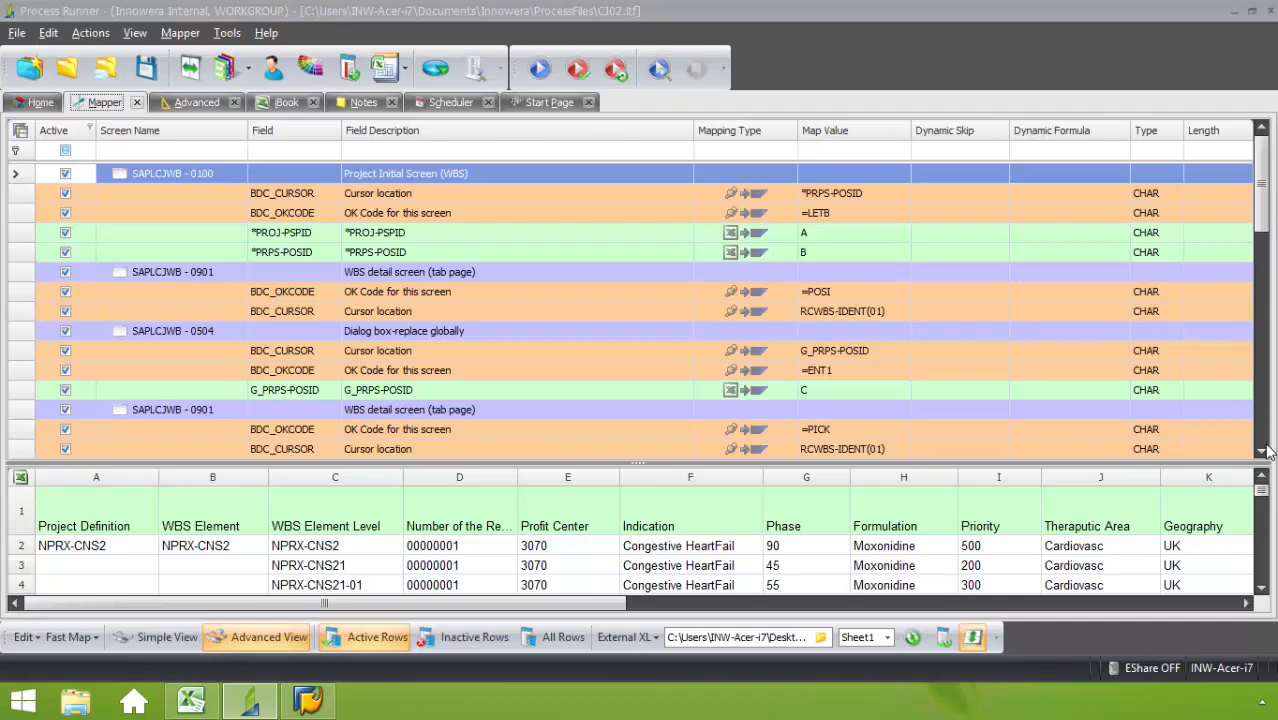 Process Runner - (Innowera Internal, WORKGROUP) - [C:\Users\INW-Acer-i7\Documents\Innowera\ProcessFiles\CJ02.itf]
File Edit Actions View Mapper Tools Help
Home Mapper Advanced iBook Notes Scheduler Start Page
Active Screen Name Field Field Description Mapping Type Map Value Dynamic Skip Dynamic Formula Type Length
SAPLCJWB - 0100 Project Initial Screen (WBS)
BDC_CURSOR Cursor location *PRPS-POSID CHAR
BDC_OKCODE OK Code for this screen =LETB CHAR
*PROJ-PSPID *PROJ-PSPID A CHAR
*PRPS-POSID *PRPS-POSID B CHAR
SAPLCJWB - 0901 WBS detail screen (tab page)
BDC_OKCODE OK Code for this screen =POSI CHAR
BDC_CURSOR Cursor location RCWBS-IDENT(01) CHAR
SAPLCJWB - 0504 Dialog box-replace globally
BDC_CURSOR Cursor location G_PRPS-POSID CHAR
BDC_OKCODE OK Code for this screen =ENT1 CHAR
G_PRPS-POSID G_PRPS-POSID C CHAR
SAPLCJWB - 0901 WBS detail screen (tab page)
BDC_OKCODE OK Code for this screen =PICK CHAR
BDC_CURSOR Cursor location RCWBS-IDENT(01) CHAR
A B C D E F G H I J K
1 Project Definition WBS Element WBS Element Level Number of the Re... Profit Center Indication Phase Formulation Priority Theraputic Area Geography
2 NPRX-CNS2 NPRX-CNS2 NPRX-CNS2 00000001 3070 Congestive HeartFail 90 Moxonidine 500 Cardiovasc UK
3 NPRX-CNS21 00000001 3070 Congestive HeartFail 45 Moxonidine 200 Cardiovasc UK
4 NPRX-CNS21-01 00000001 3070 Congestive HeartFail 55 Moxonidine 300 Cardiovasc UK
Edit Fast Map Simple View Advanced View Active Rows Inactive Rows All Rows External XL C:\Users\INW-Acer-i7\Deskt... Sheet1
EShare OFF INW-Acer-i7